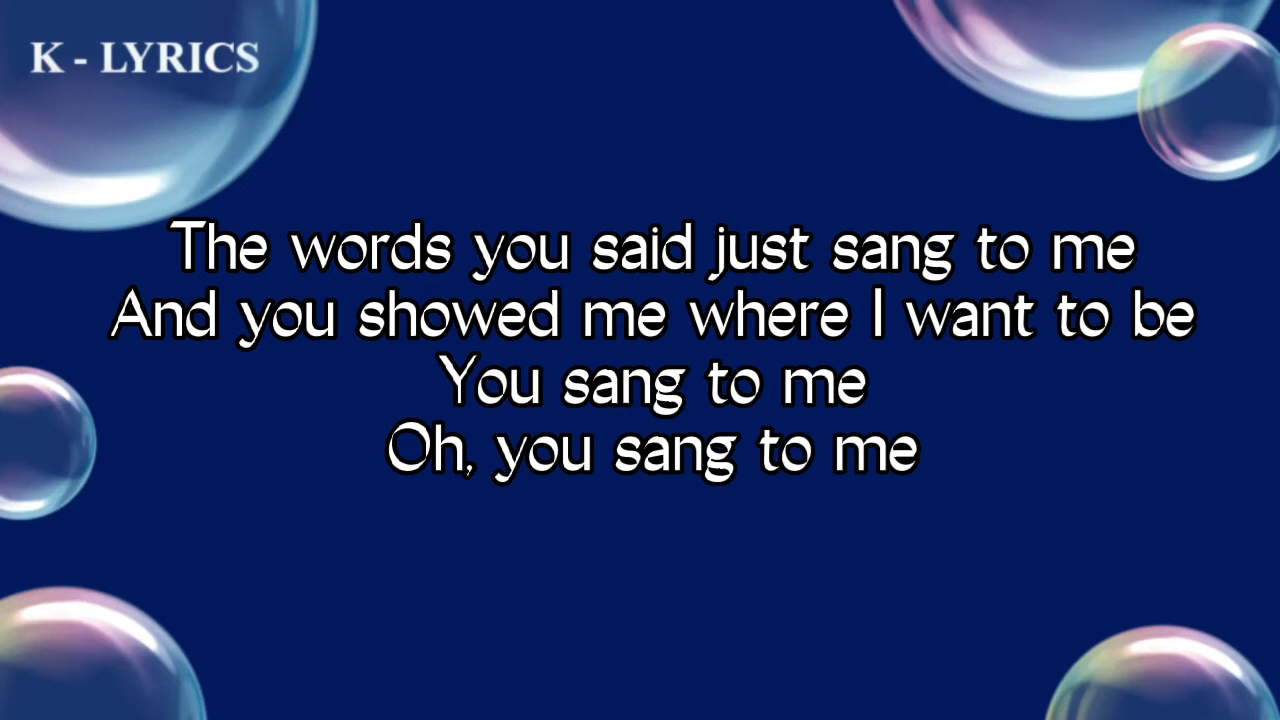 K - LYRICS
The words you said just sang to me
And you showed me where I want to be
You sang to me
Oh, you sang to me